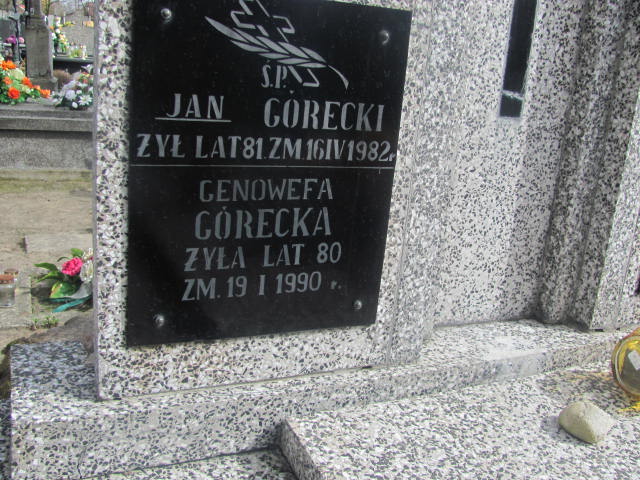 Ś.P.
JAN GÓRECKI
ŻYŁ LAT 81. ZM. 16 IV 1982 r.
GENOWEFA
GÓRECKA
ŻYŁA LAT 80
ZM. 19 I 1990 r.